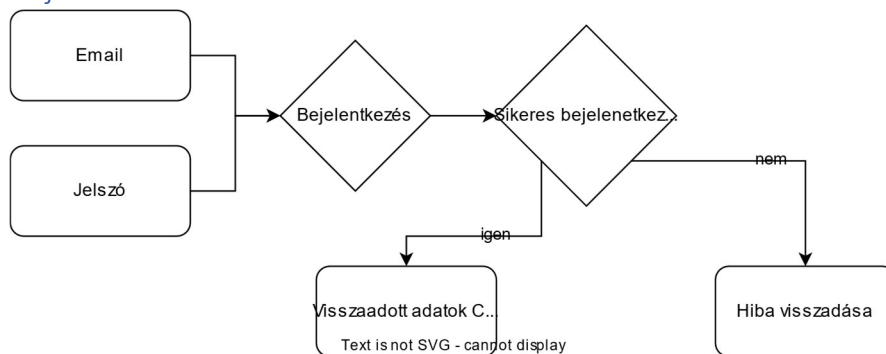 Email
Bejelentkezés
Sikeres bejelenetkez...
Jelszó
nem
igen
Visszaadott adatok C...
Hiba visszadása
Text is not SVG - cannot display